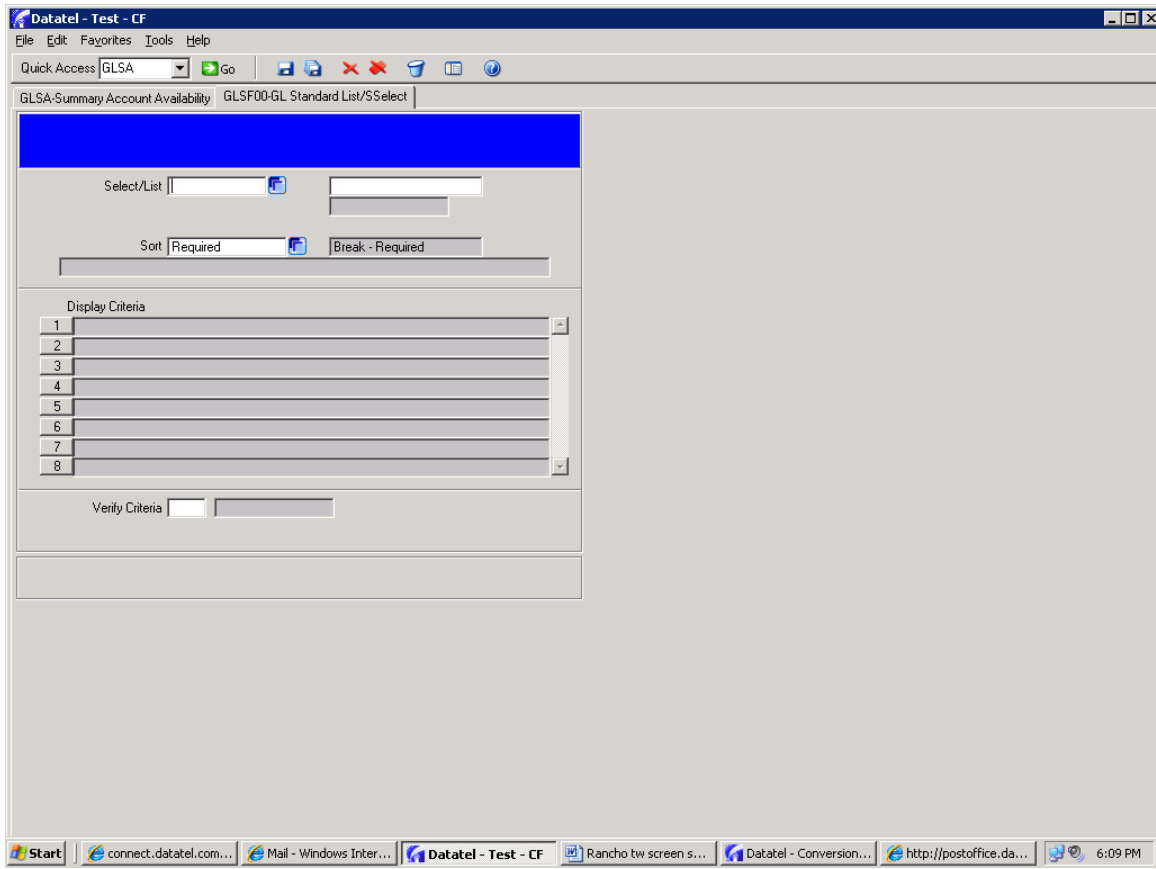 Datatel - Test - CF
File Edit Favorites Tools Help
Quick Access GLSA Go
GLSA-Summary Account Availability GLSF00-GL Standard List/SSelect
Select/List
Sort Required Break - Required
Display Criteria
1
2
3
4
5
6
7
8
Verify Criteria
Start connect.datatel.com... Mail - Windows Inter... Datatel - Test - CF Rancho tw screen s... Datatel - Conversion... http://postoffice.da... 6:09 PM